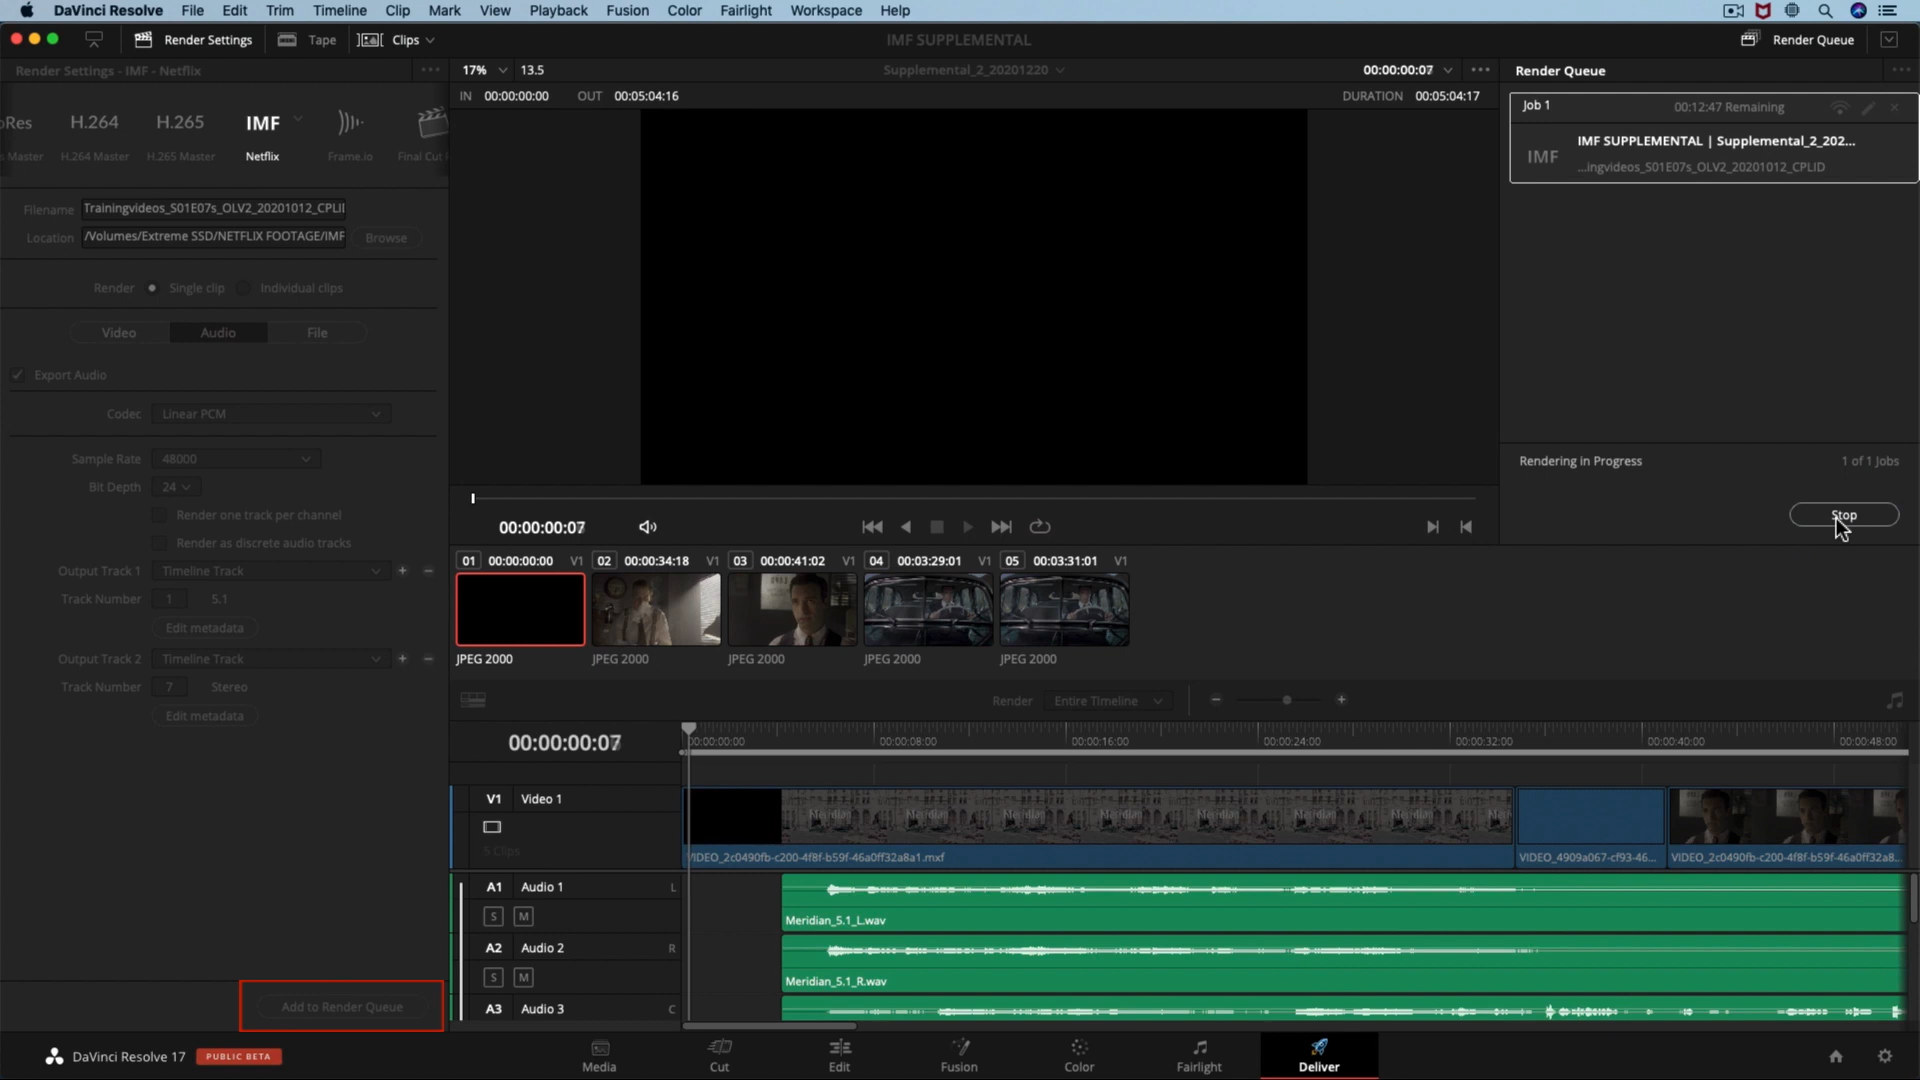 DaVinci Resolve File Edit Trim Timeline Clip Mark View Playback Fusion Color Fairlight Workspace Help
Render Settings Tape Clips IMF SUPPLEMENTAL Render Queue
Render Settings - IMF - Netflix 17% 13.5 Supplemental_2_20201220 00:00:00:07 Render Queue
IN 00:00:00:00 OUT 00:05:04:16 DURATION 00:05:04:17
Job 1 00:12:47 Remaining
oRes H.264 H.265 IMF
s Master H.264 Master H.265 Master Netflix Frame.io Final Cut
IMF SUPPLEMENTAL | Supplemental_2_202...
IMF ...ingvideos_S01E07s_OLV2_20201012_CPLID
Filename Trainingvideos_S01E07s_OLV2_20201012_CPLI
Location /Volumes/Extreme SSD/NETFLIX FOOTAGE/IMF Browse
Render Single clip Individual clips
Video Audio File
Export Audio
Codec Linear PCM
Sample Rate 48000
Bit Depth 24
Render one track per channel
Render as discrete audio tracks
Output Track 1 Timeline Track
Track Number 1 5.1
Edit metadata
Output Track 2 Timeline Track
Track Number 7 Stereo
Edit metadata
Add to Render Queue
Rendering in Progress 1 of 1 Jobs
Stop
00:00:00:07
01 00:00:00:00 V1 02 00:00:34:18 V1 03 00:00:41:02 V1 04 00:03:29:01 V1 05 00:03:31:01 V1
JPEG 2000 JPEG 2000 JPEG 2000 JPEG 2000 JPEG 2000
Render Entire Timeline
00:00:00:07 00:00:00:00 00:00:08:00 00:00:16:00 00:00:24:00 00:00:32:00 00:00:40:00 00:00:48:00
V1 Video 1
Meridian Meridian Meridian Meridian Meridian Meridian Meridian
5 Clips
VIDEO_2c0490fb-c200-4f8f-b59f-46a0ff32a8a1.mxf VIDEO_4909a067-cf93-46... VIDEO_2c0490fb-c200-4f8f-b59f-46a0ff32a8...
A1 Audio 1 L
S M Meridian_5.1_L.wav
A2 Audio 2 R
S M Meridian_5.1_R.wav
A3 Audio 3 C
DaVinci Resolve 17 PUBLIC BETA
Media Cut Edit Fusion Color Fairlight Deliver